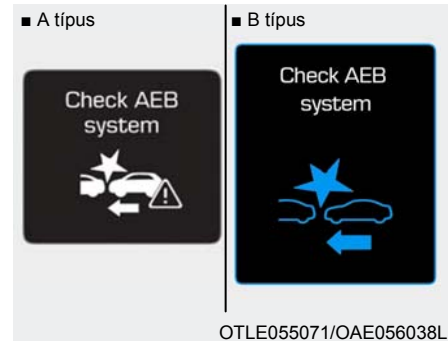 ■ A típus
Check AEB
system
■ B típus
Check AEB
system
OTLE055071/OAE056038L